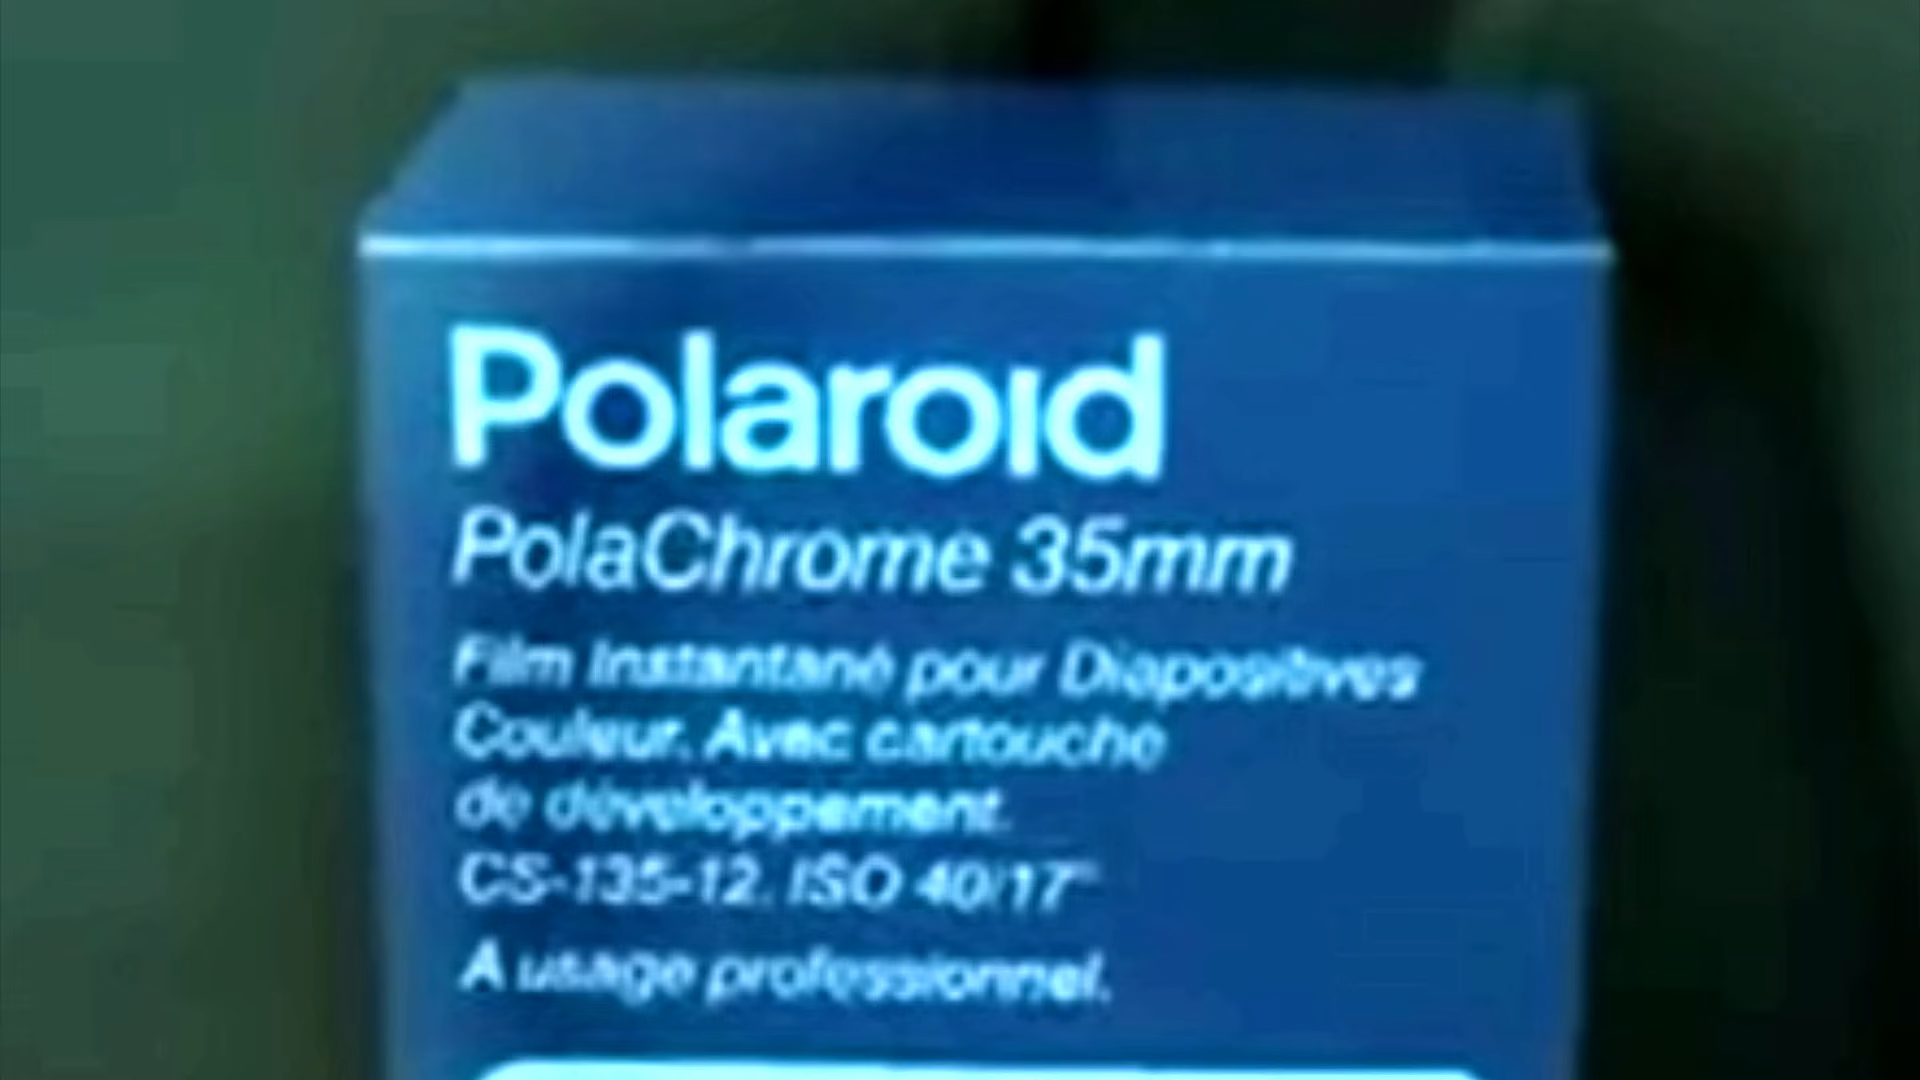 Polaroid
PolaChrome 35mm
Film Instantané pour Diapositives
Couleur. Avec cartouche
de développement.
CS-135-12. ISO 40/17°
A usage professionnel.